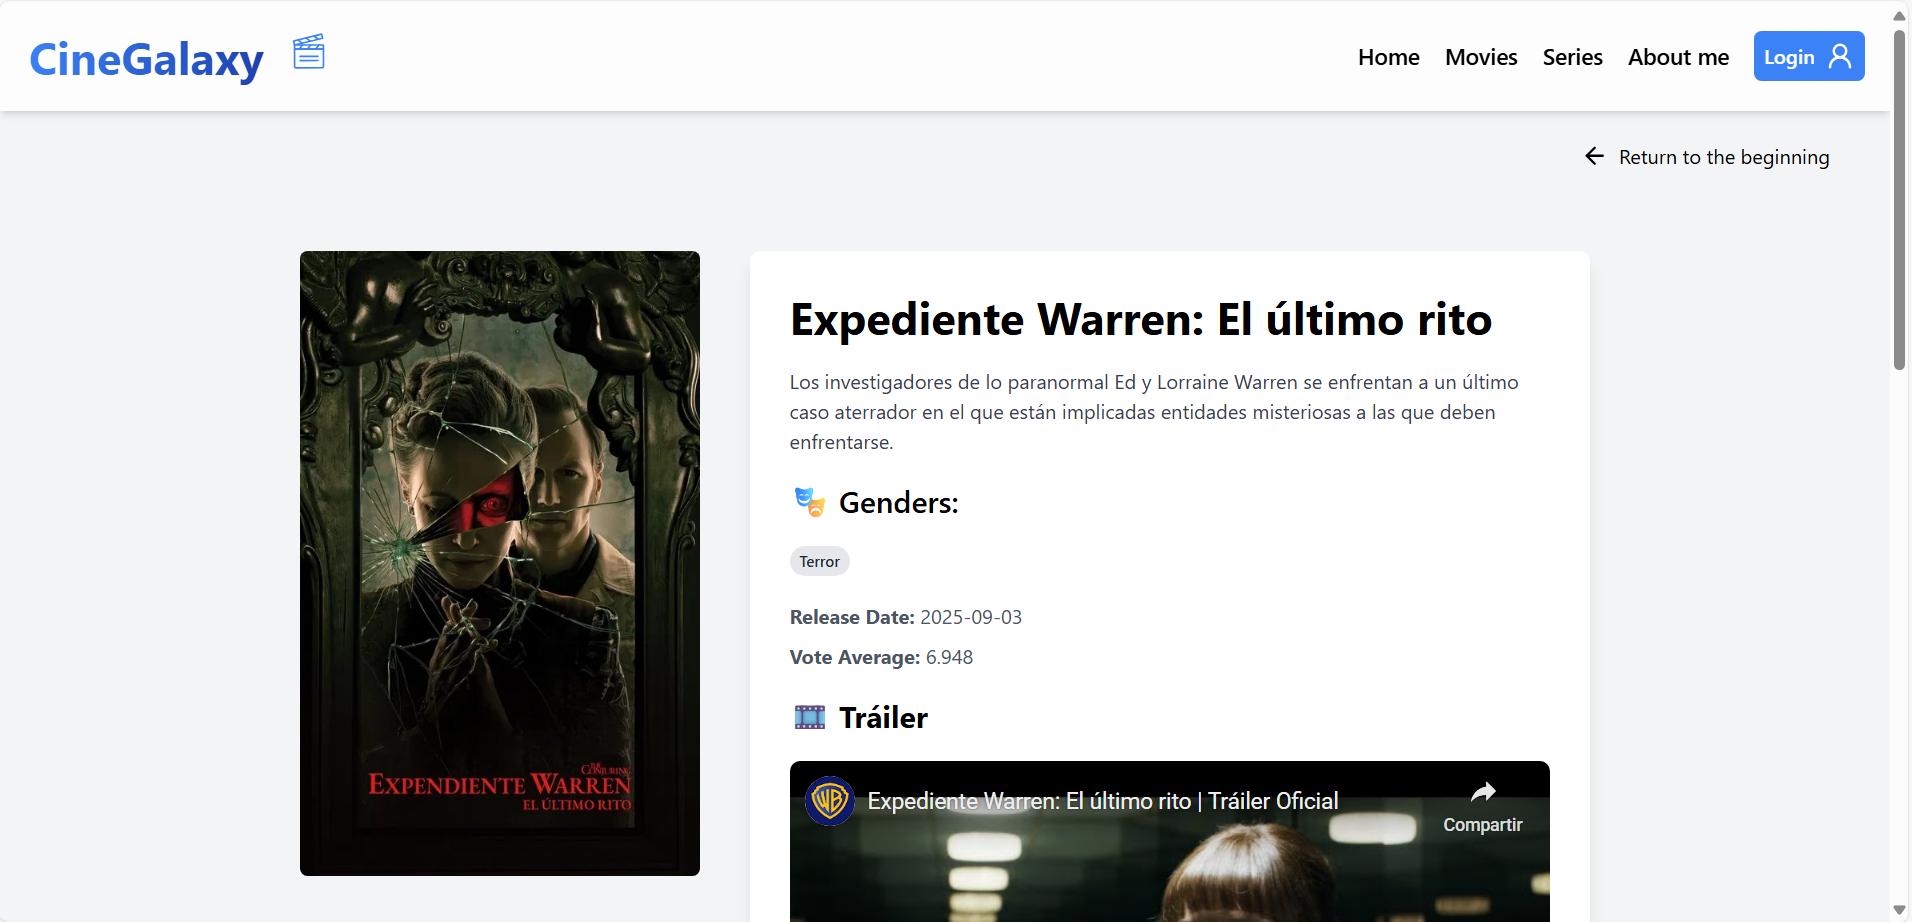 CineGalaxy
Home Movies Series About me Login
Return to the beginning
Expediente Warren: El último rito
Los investigadores de lo paranormal Ed y Lorraine Warren se enfrentan a un último
caso aterrador en el que están implicadas entidades misteriosas a las que deben
enfrentarse.
Genders:
Terror
Release Date: 2025-09-03
Vote Average: 6.948
Tráiler
WB
Expediente Warren: El último rito | Tráiler Oficial
Compartir
THE
CONJURING
EXPENDIENTE WARREN
EL ÚLTIMO RITO